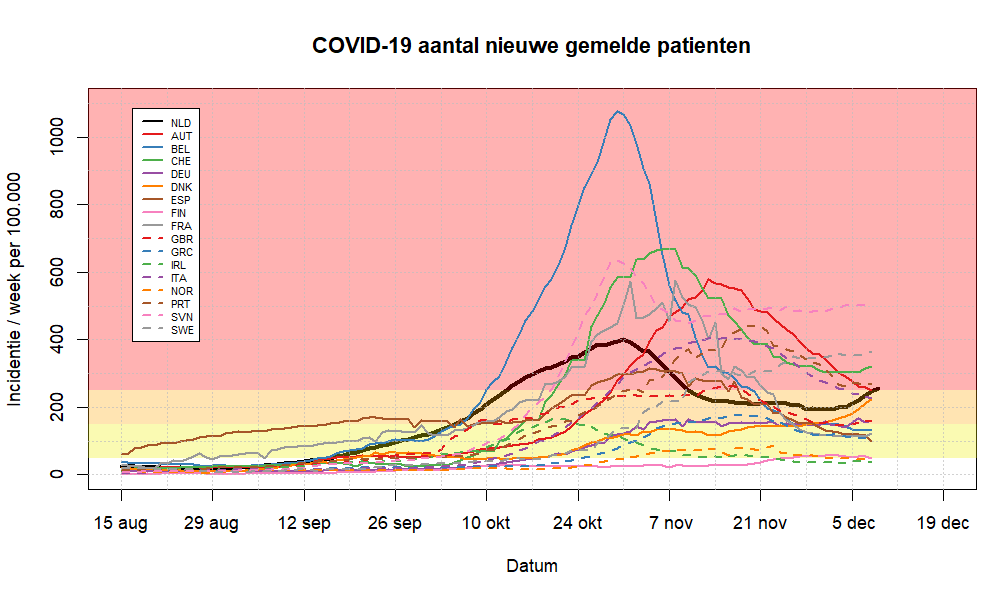 COVID-19 aantal nieuwe gemelde patienten
Incidentie / week per 100.000
1000
800
600
400
200
0
NLD
AUT
BEL
CHE
DEU
DNK
ESP
FIN
FRA
GBR
GRC
IRL
ITA
NOR
PRT
SVN
SWE
15 aug 29 aug 12 sep 26 sep 10 okt 24 okt 7 nov 21 nov 5 dec 19 dec
Datum